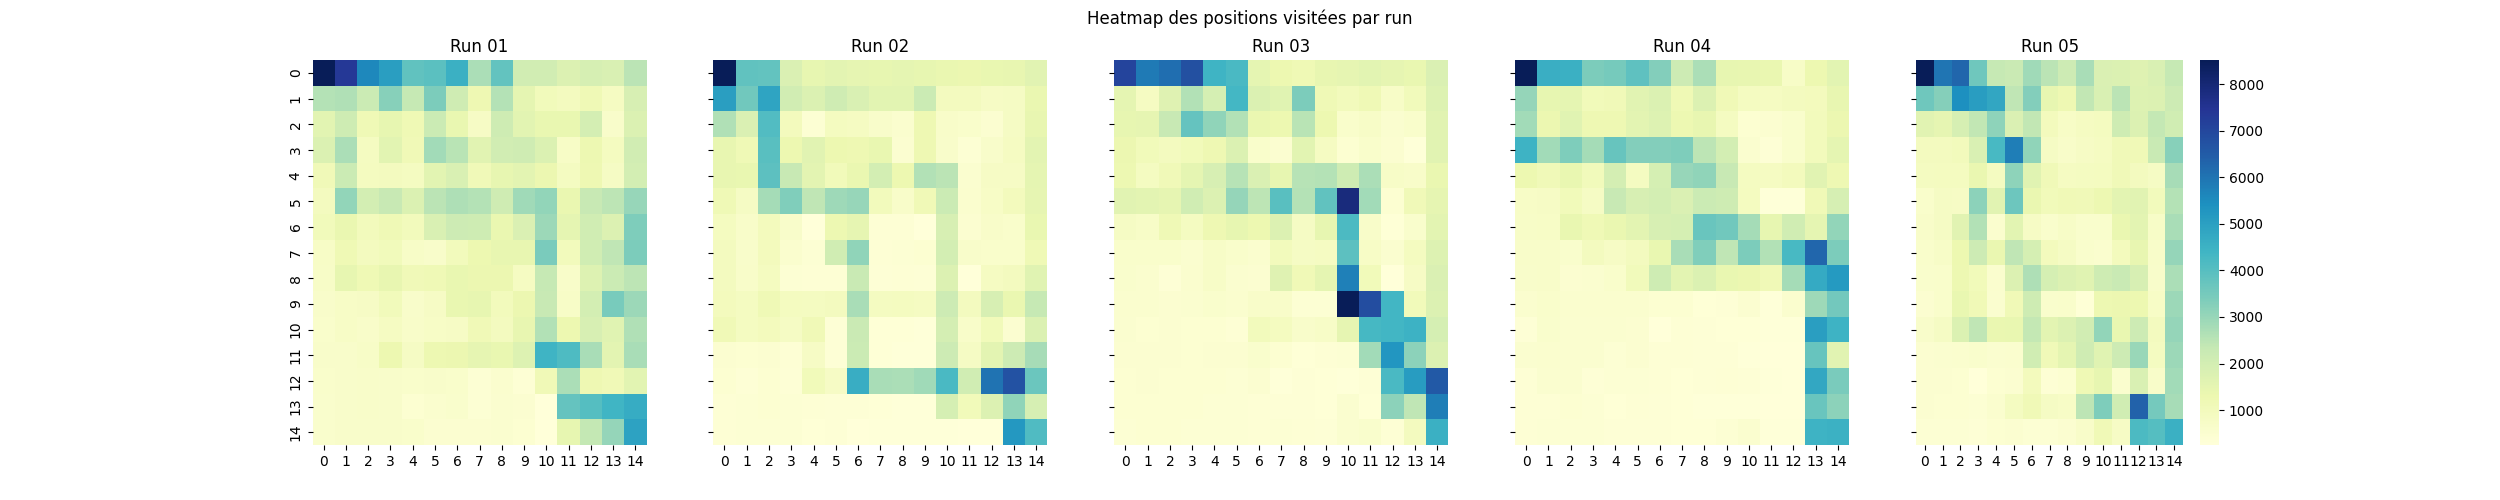 Heatmap des positions visitées par run
Run 01
Run 02
Run 03
Run 04
Run 05
0
1
2
3
4
5
6
7
8
9
10
11
12
13
14
0 1 2 3 4 5 6 7 8 9 10 11 12 13 14
0 1 2 3 4 5 6 7 8 9 10 11 12 13 14
0 1 2 3 4 5 6 7 8 9 10 11 12 13 14
0 1 2 3 4 5 6 7 8 9 10 11 12 13 14
0 1 2 3 4 5 6 7 8 9 10 11 12 13 14
8000
7000
6000
5000
4000
3000
2000
1000